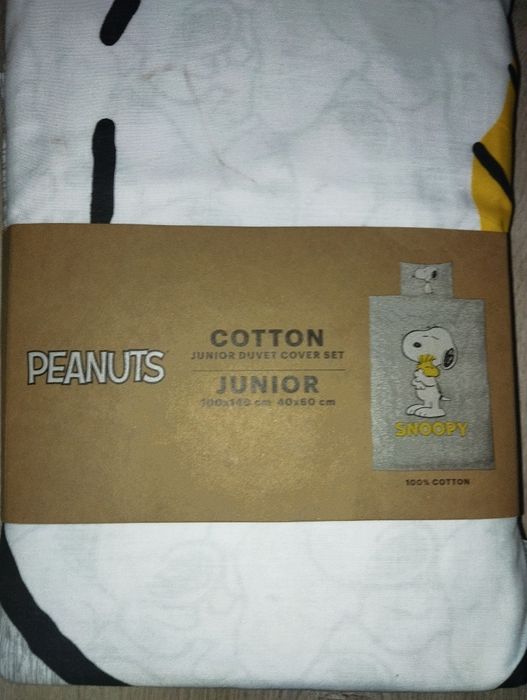 PEANUTS
COTTON
JUNIOR DUVET COVER SET
JUNIOR
100x140 cm 40x60 cm
SNOOPY
100% COTTON